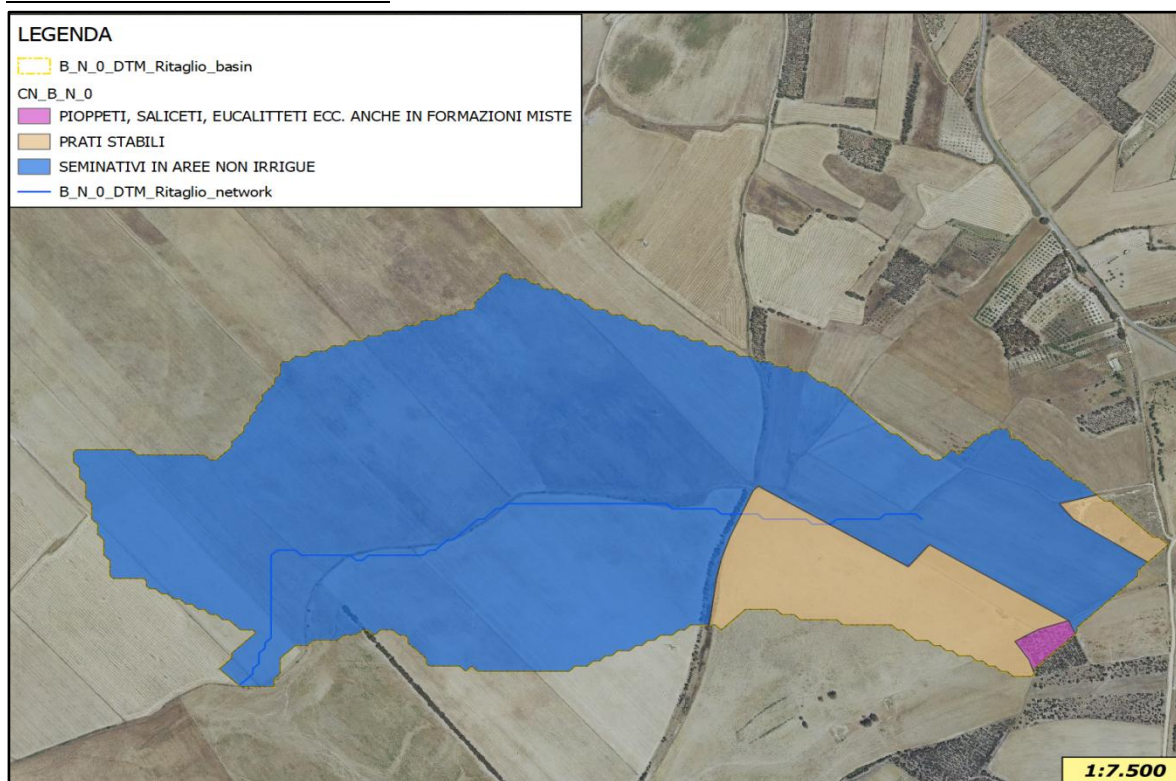 LEGENDA
B_N_0_DTM_Ritaglio_basin
CN_B_N_0
PIOPPETI, SALICETI, EUCALITTETI ECC. ANCHE IN FORMAZIONI MISTE
PRATI STABILI
SEMINATIVI IN AREE NON IRRIGUE
B_N_0_DTM_Ritaglio_network
1:7.500